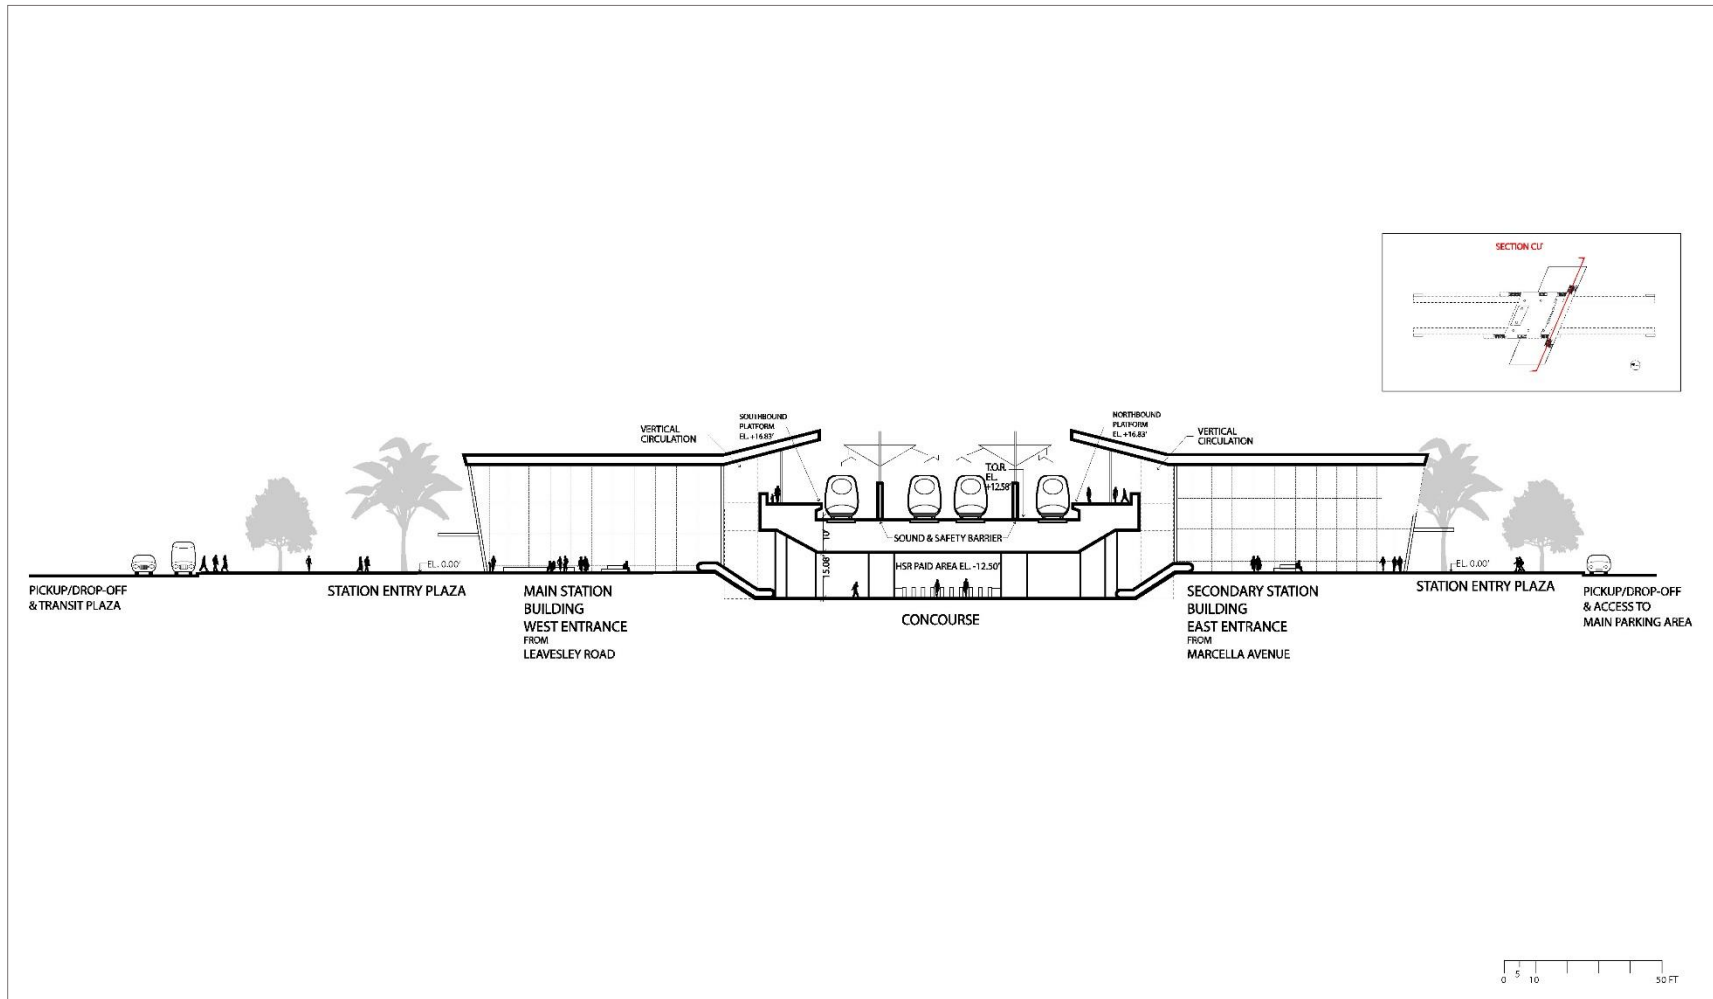 SECTION CU
SOUTHBOUND
PLATFORM
EL. +16.83'
NORTHBOUND
PLATFORM
EL. +16.83'
VERTICAL
CIRCULATION
VERTICAL
CIRCULATION
T.O.R.
EL.
+12.58'
SOUND & SAFETY BARRIER
10'
15.08'
HSR PAID AREA EL. -12.50'
EL. 0.00'
EL. 0.00'
PICKUP/DROP-OFF
& TRANSIT PLAZA
STATION ENTRY PLAZA
MAIN STATION
BUILDING
WEST ENTRANCE
FROM
LEAVESLEY ROAD
CONCOURSE
SECONDARY STATION
BUILDING
EAST ENTRANCE
FROM
MARCELLA AVENUE
STATION ENTRY PLAZA
PICKUP/DROP-OFF
& ACCESS TO
MAIN PARKING AREA
0 5 10 50 FT